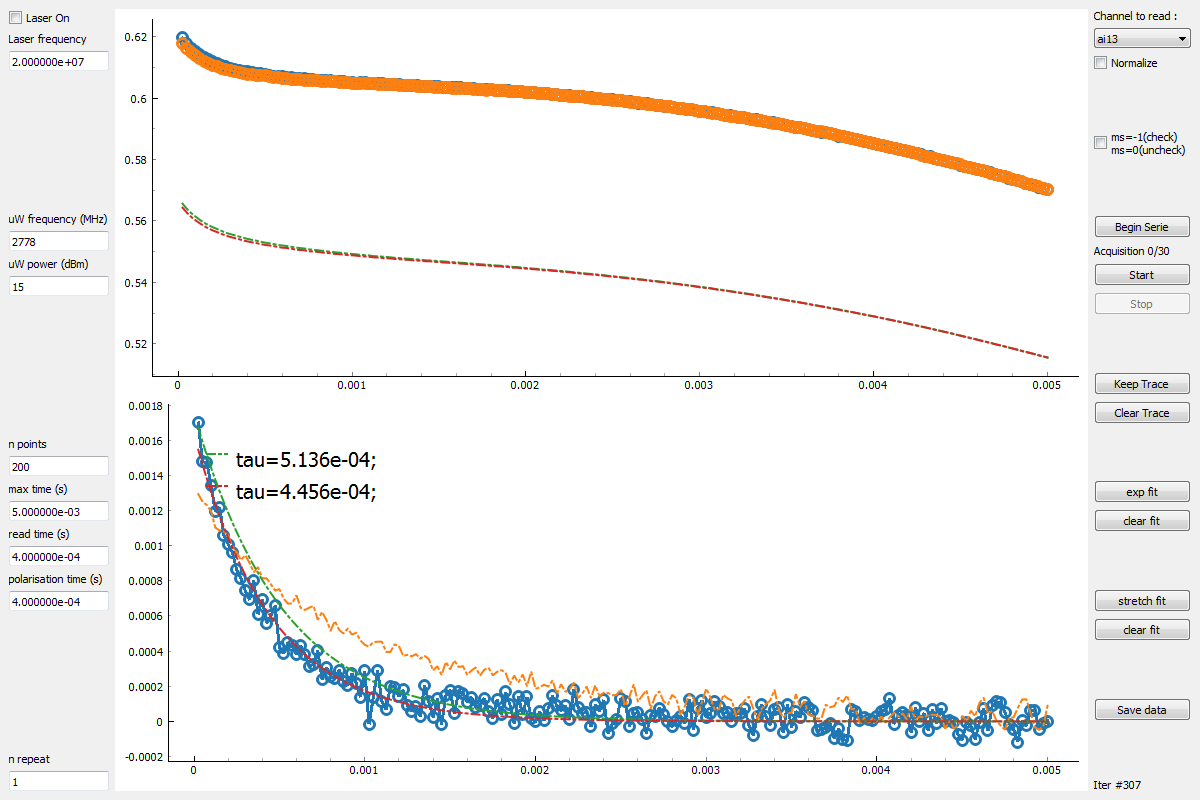 Laser On
Laser frequency
2.000000e+07
uW frequency (MHz)
2778
uW power (dBm)
15
n points
200
max time (s)
5.000000e-03
read time (s)
4.000000e-04
polarisation time (s)
4.000000e-04
n repeat
1
0.62
0.6
0.58
0.56
0.54
0.52
0 0.001 0.002 0.003 0.004 0.005
0.0018
0.0016
0.0014
0.0012
0.001
0.0008
0.0006
0.0004
0.0002
0
-0.0002
tau=5.136e-04;
tau=4.456e-04;
0 0.001 0.002 0.003 0.004 0.005
Channel to read :
ai13
Normalize
ms=-1(check)
ms=0(uncheck)
Begin Serie
Acquisition 0/30
Start
Stop
Keep Trace
Clear Trace
exp fit
clear fit
stretch fit
clear fit
Save data
Iter #307